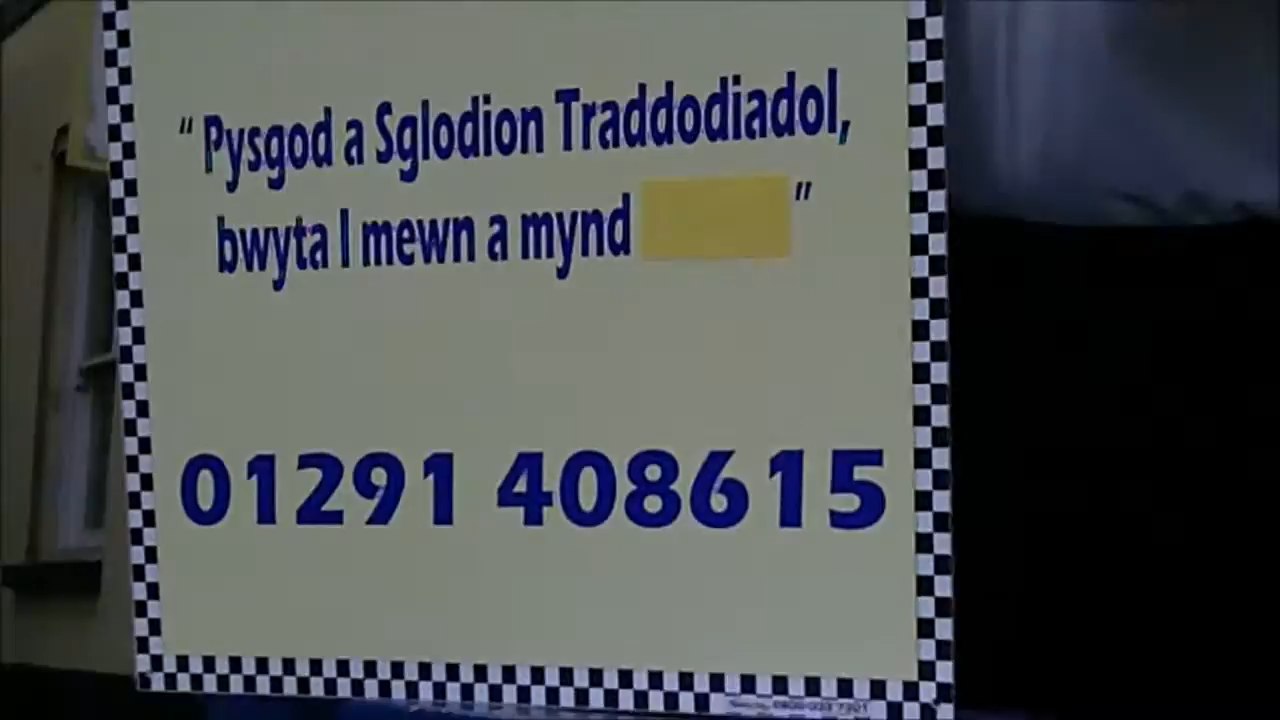 “ Pysgod a Sglodion Traddodiadol,
bwyta I mewn a mynd ”
01291 408615